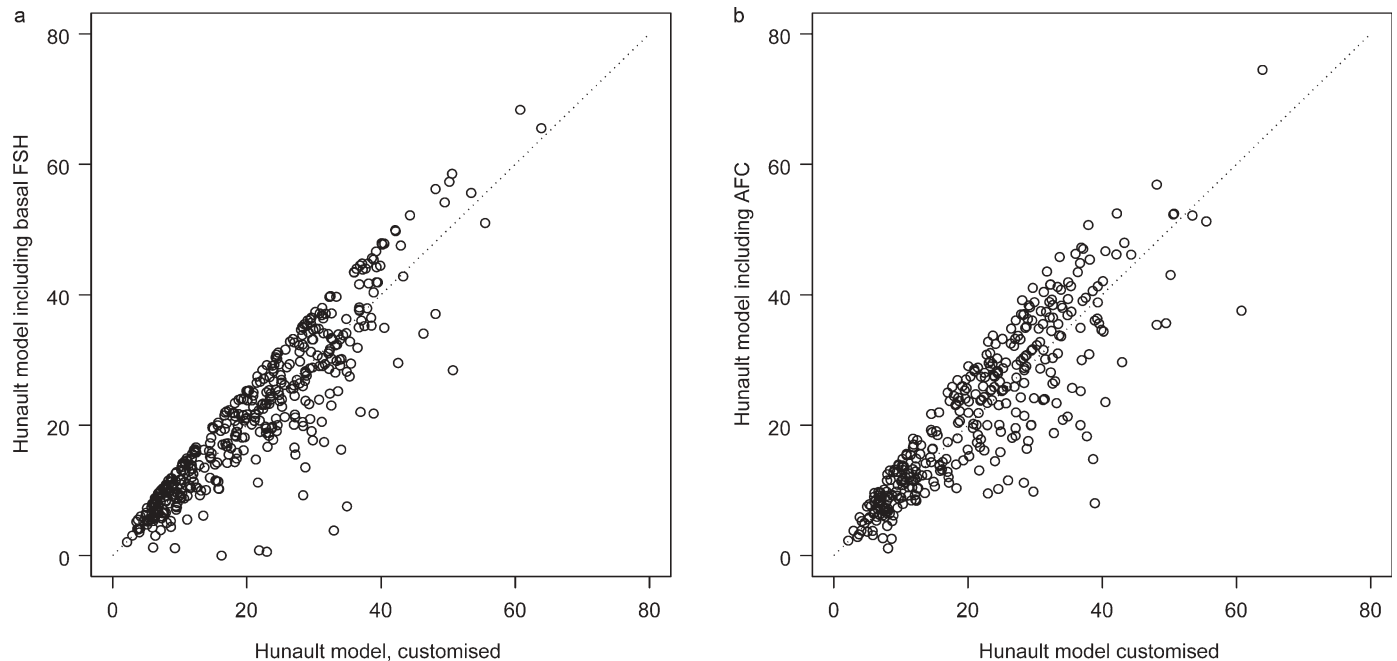 a
80
60
40
20
0
Hunault model including basal FSH
0 20 40 60 80
Hunault model, customised
b
80
60
40
20
0
Hunault model including AFC
0 20 40 60 80
Hunault model customised